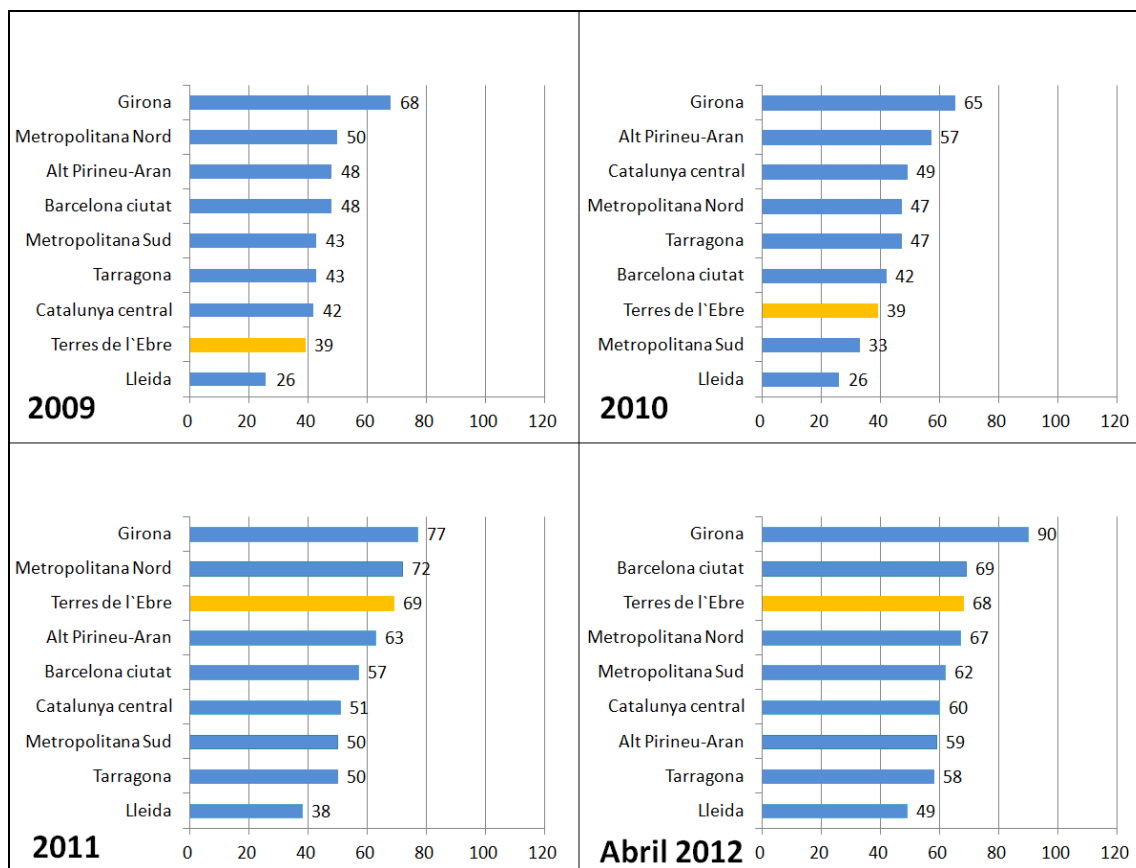 Girona 68
Metropolitana Nord 50
Alt Pirineu-Aran 48
Barcelona ciutat 48
Metropolitana Sud 43
Tarragona 43
Catalunya central 42
Terres de l`Ebre 39
Lleida 26
2009
0 20 40 60 80 100 120
Girona 65
Alt Pirineu-Aran 57
Catalunya central 49
Metropolitana Nord 47
Tarragona 47
Barcelona ciutat 42
Terres de l`Ebre 39
Metropolitana Sud 33
Lleida 26
2010
0 20 40 60 80 100 120
Girona 77
Metropolitana Nord 72
Terres de l`Ebre 69
Alt Pirineu-Aran 63
Barcelona ciutat 57
Catalunya central 51
Metropolitana Sud 50
Tarragona 50
Lleida 38
2011
0 20 40 60 80 100 120
Girona 90
Barcelona ciutat 69
Terres de l`Ebre 68
Metropolitana Nord 67
Metropolitana Sud 62
Catalunya central 60
Alt Pirineu-Aran 59
Tarragona 58
Lleida 49
Abril 2012
0 20 40 60 80 100 120